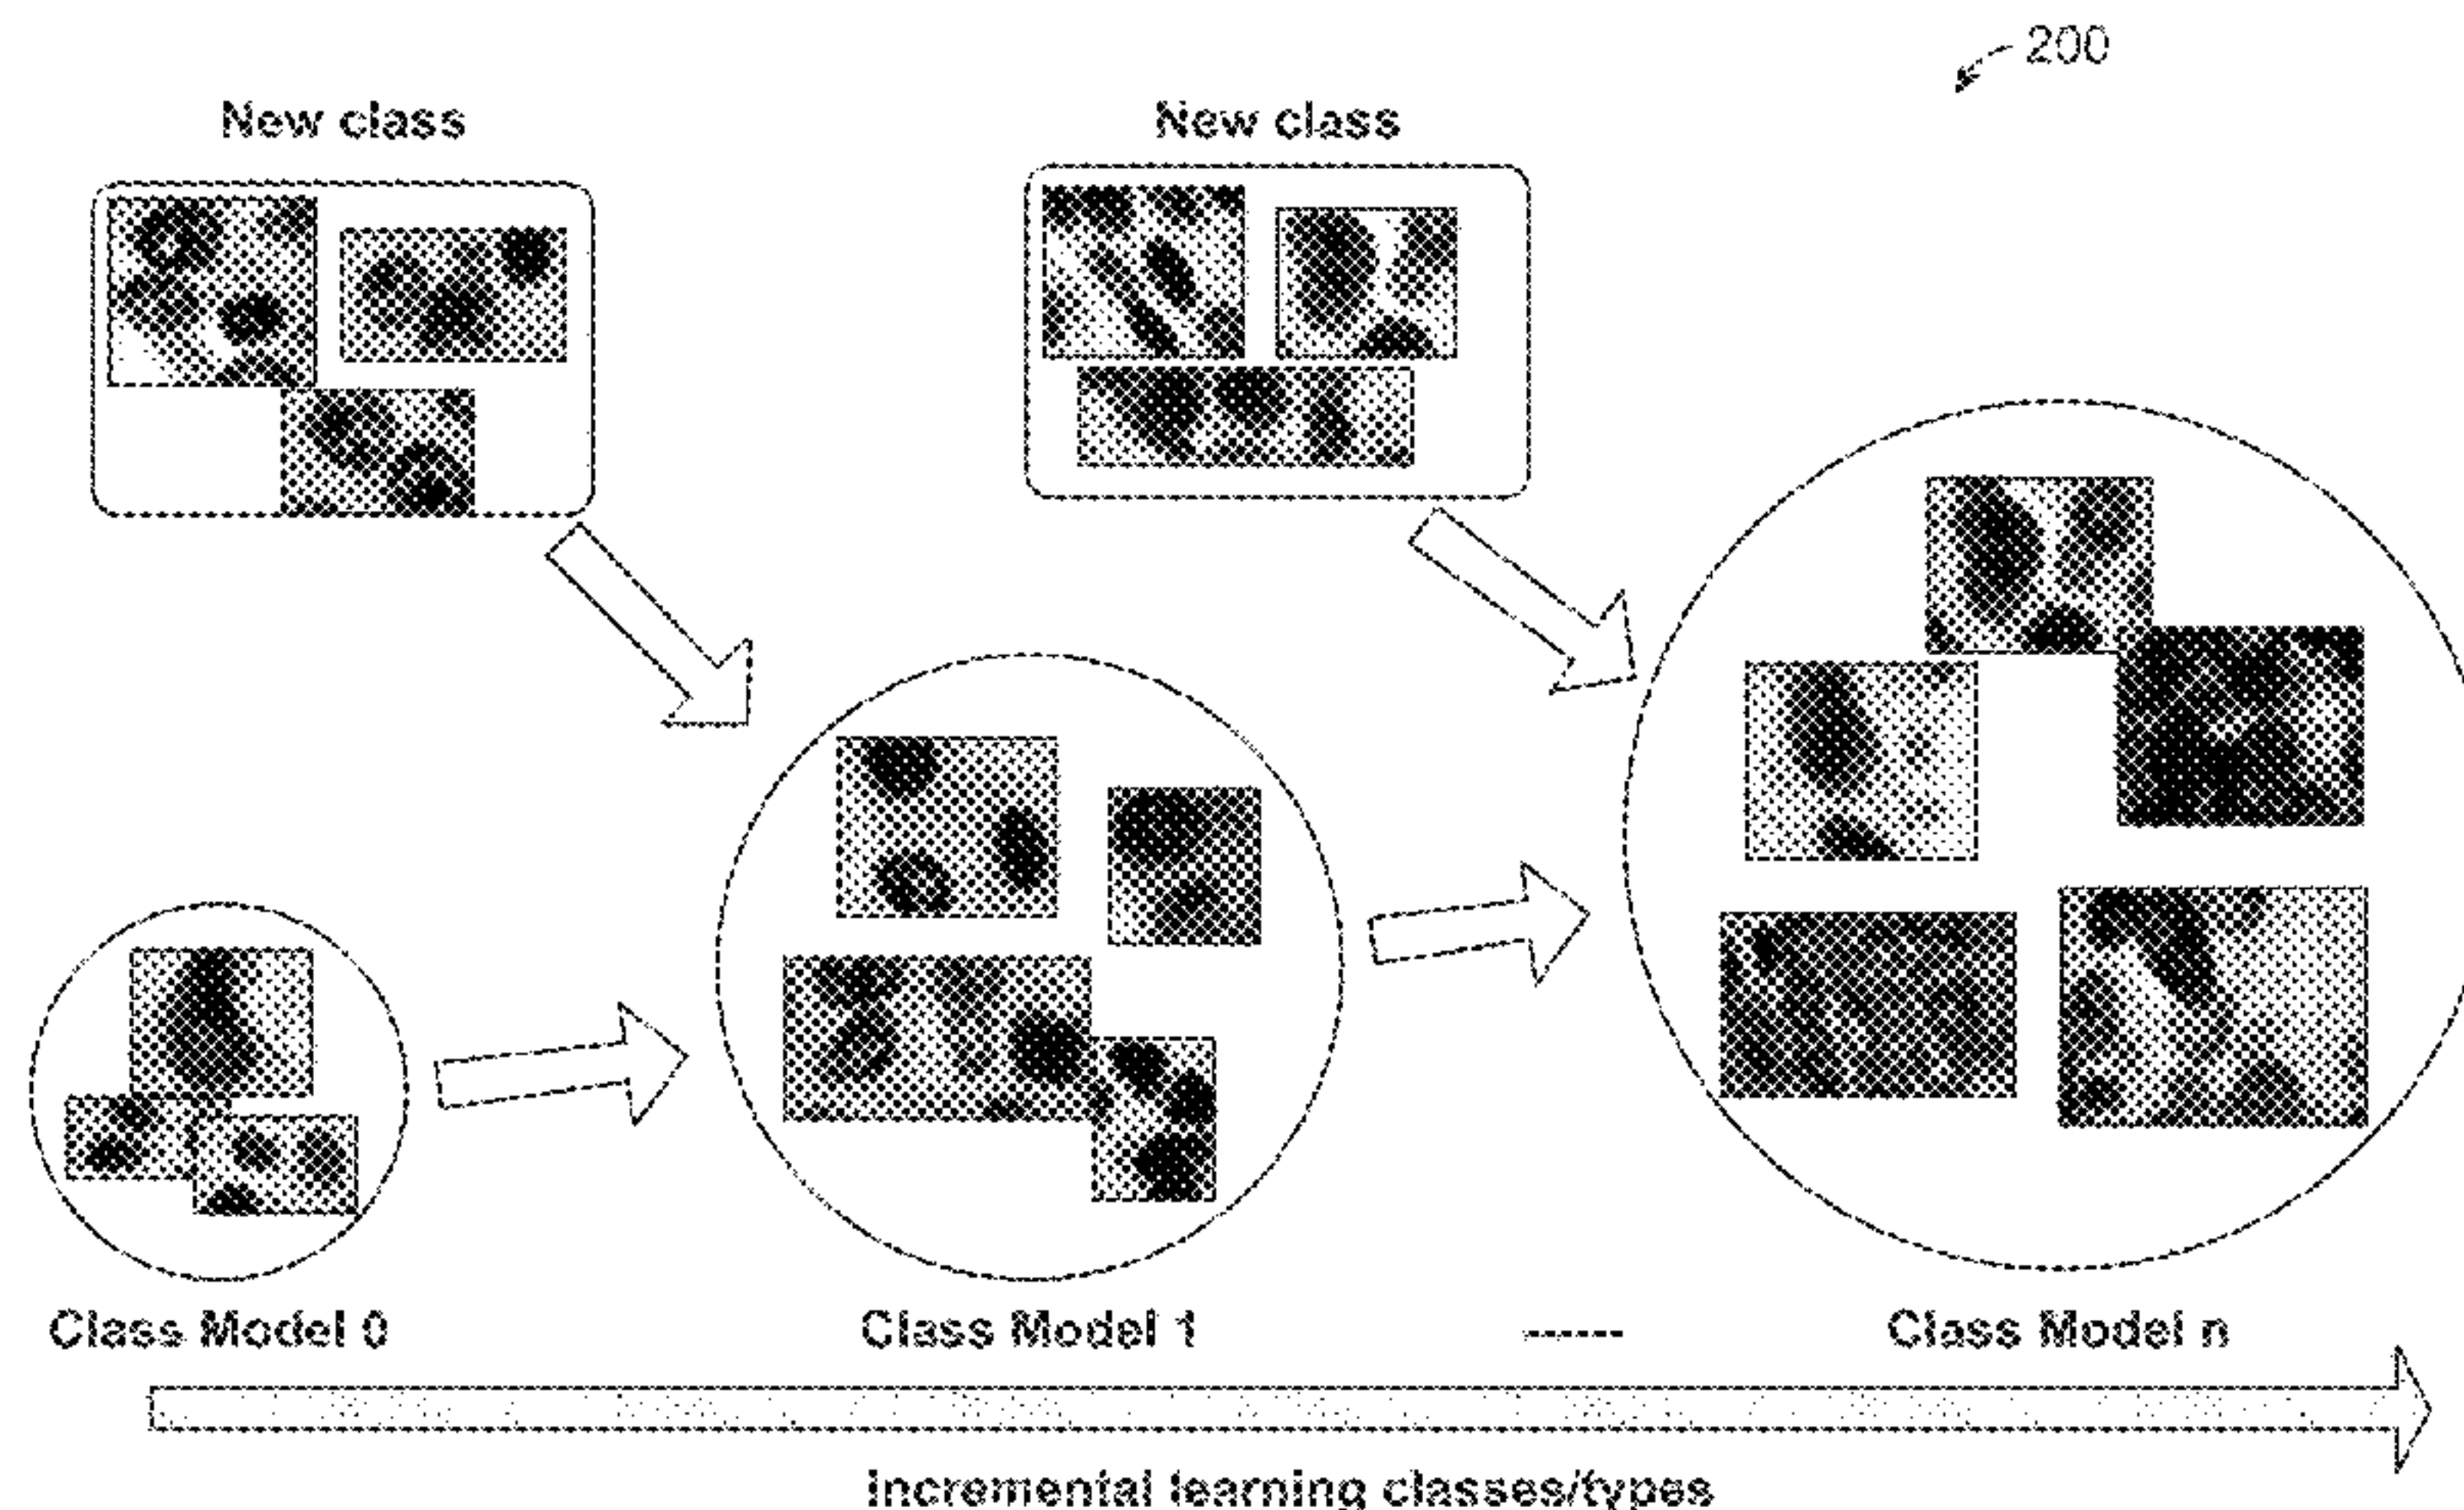 200
New class
New class
Class Model 0
Class Model 1
------
Class Model n
Incremental learning classes/types